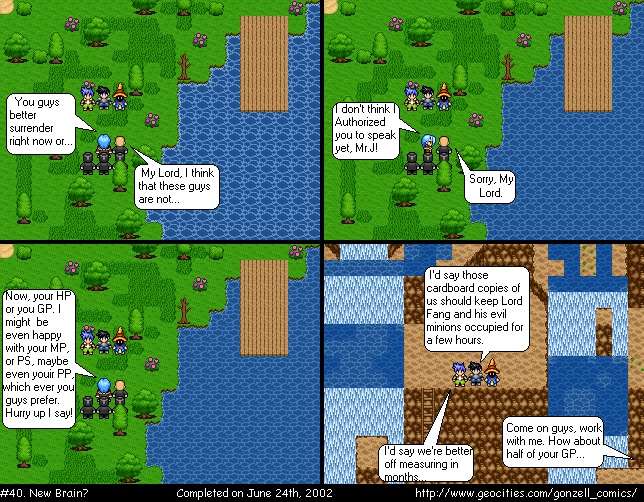 You guys
better
surrender
right now or...
My Lord, I think
that these guys
are not...
I don't think I
Authorized
you to speak
yet, Mr.J!
Sorry, My
Lord.
Now, your HP
or you GP. I
might be
even happy
with your MP,
or PS, maybe
even yoir PP,
which ever you
guys prefer.
Hurry up I say!
I'd say those
cardboard copies of
us should keep Lord
Fang and his evil
minions occupied for
a few hours.
I'd say we're better
off measuring in
months...
Come on guys, work
with me. How about
half of your GP...
#40. New Brain?
Completed on June 24th, 2002
http://www.geocities.com/gonzell_comics/